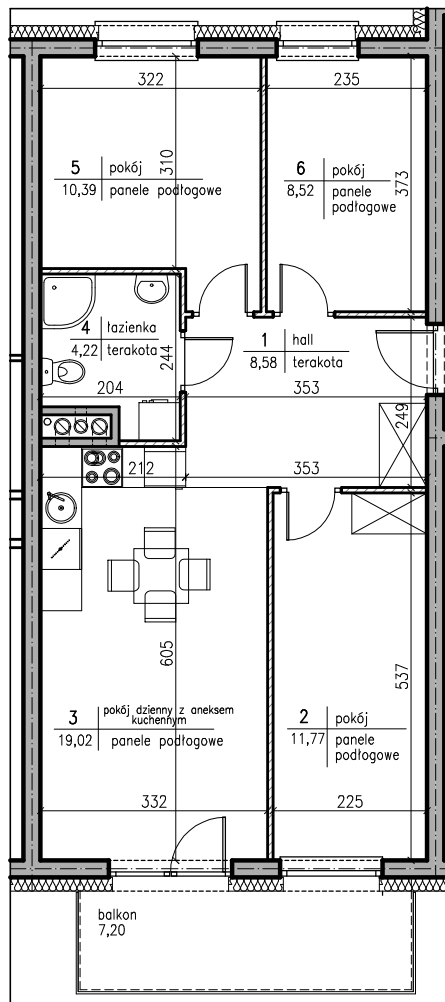 322
235
5 pokój
10,39 panele podłogowe
310
6 pokój
8,52 panele
podłogowe
373
4 łazienka
4,22 terakota
244
1 hall
8,58 terakota
204
353
249
212
353
605
537
3 pokój dzienny z aneksem
kuchennym
19,02 panele podłogowe
2 pokój
11,77 panele
podłogowe
332
225
balkon
7,20